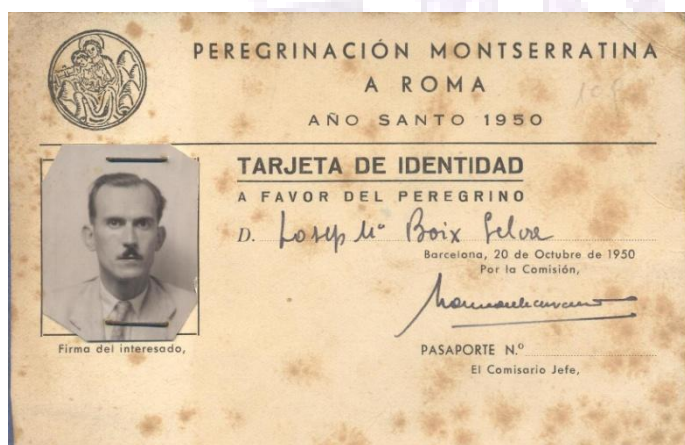 PEREGRINACIÓN MONTSERRATINA
A ROMA
AÑO SANTO 1950
TARJETA DE IDENTIDAD
A FAVOR DEL PEREGRINO
D. Josep Mª Boix Selva
Barcelona, 20 de Octubre de 1950
Por la Comisión,
Firma del interesado,
PASAPORTE N.º
El Comisario Jefe,